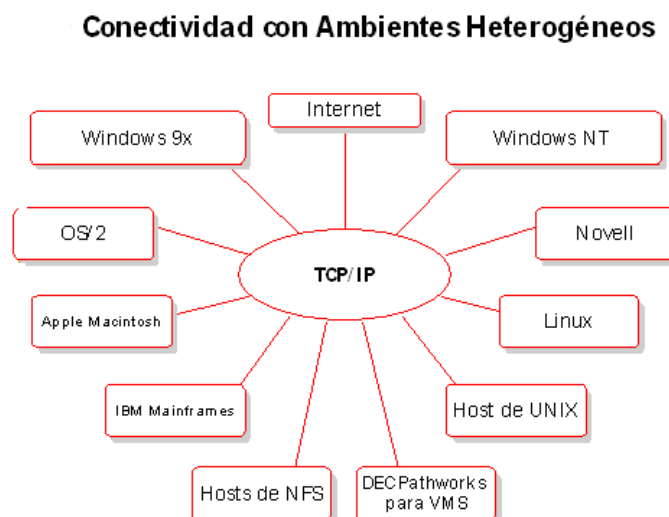 Conectividad con Ambientes Heterogéneos
Internet
Windows 9x
Windows NT
OS/2
Novell
TCP/IP
Apple Macintosh
Linux
IBM Mainframes
Host de UNIX
Hosts de NFS
DECPathworks
para VMS